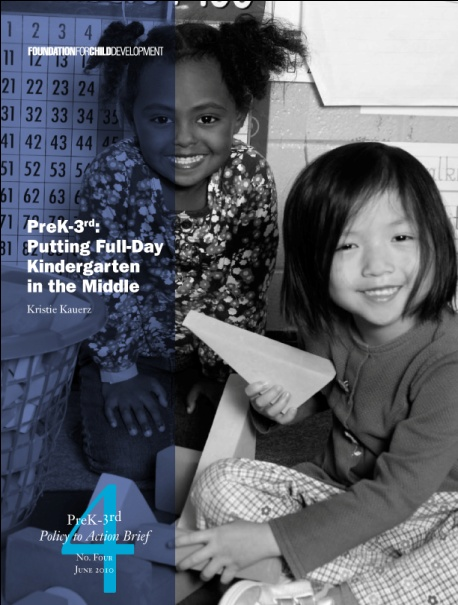 1 2 3 4
11 12 13 14
21 22 23 24
31 32 33 34 35
41 42 43 44
51 52 53
61 62 63
71
81
FOUNDATIONFORCHILDDEVELOPMENT
PreK-3rd:
Putting Full-Day
Kindergarten
in the Middle
Kristie Kauerz
4
PreK-3rd
Policy to Action Brief
No. Four
June 2010